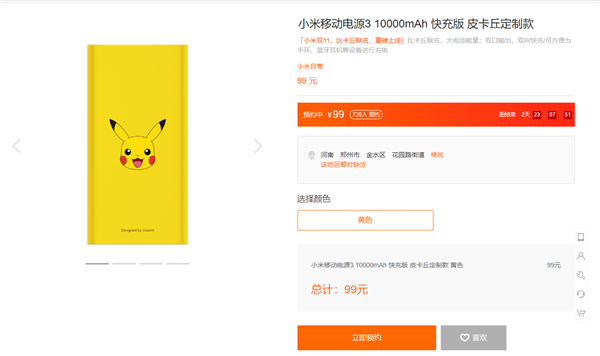 小米移动电源3 10000mAh 快充版 皮卡丘定制款
「小米双11，比卡丘联名，重磅上线」比卡丘联名，大电池能量；双口输出，双向快充/可方便为
手环、蓝牙耳机等设备进行充电
小米自营
99 元
预约中 ¥99 726人 预约 距结束 2天 23 07 51
河南 郑州市 金水区 花园路街道 修改
该地区暂时缺货
选择颜色
黄色
小米移动电源3 10000mAh 快充版 皮卡丘定制款 黄色 99元
总计：99元
立即预约 喜欢
Designed by Xiaomi